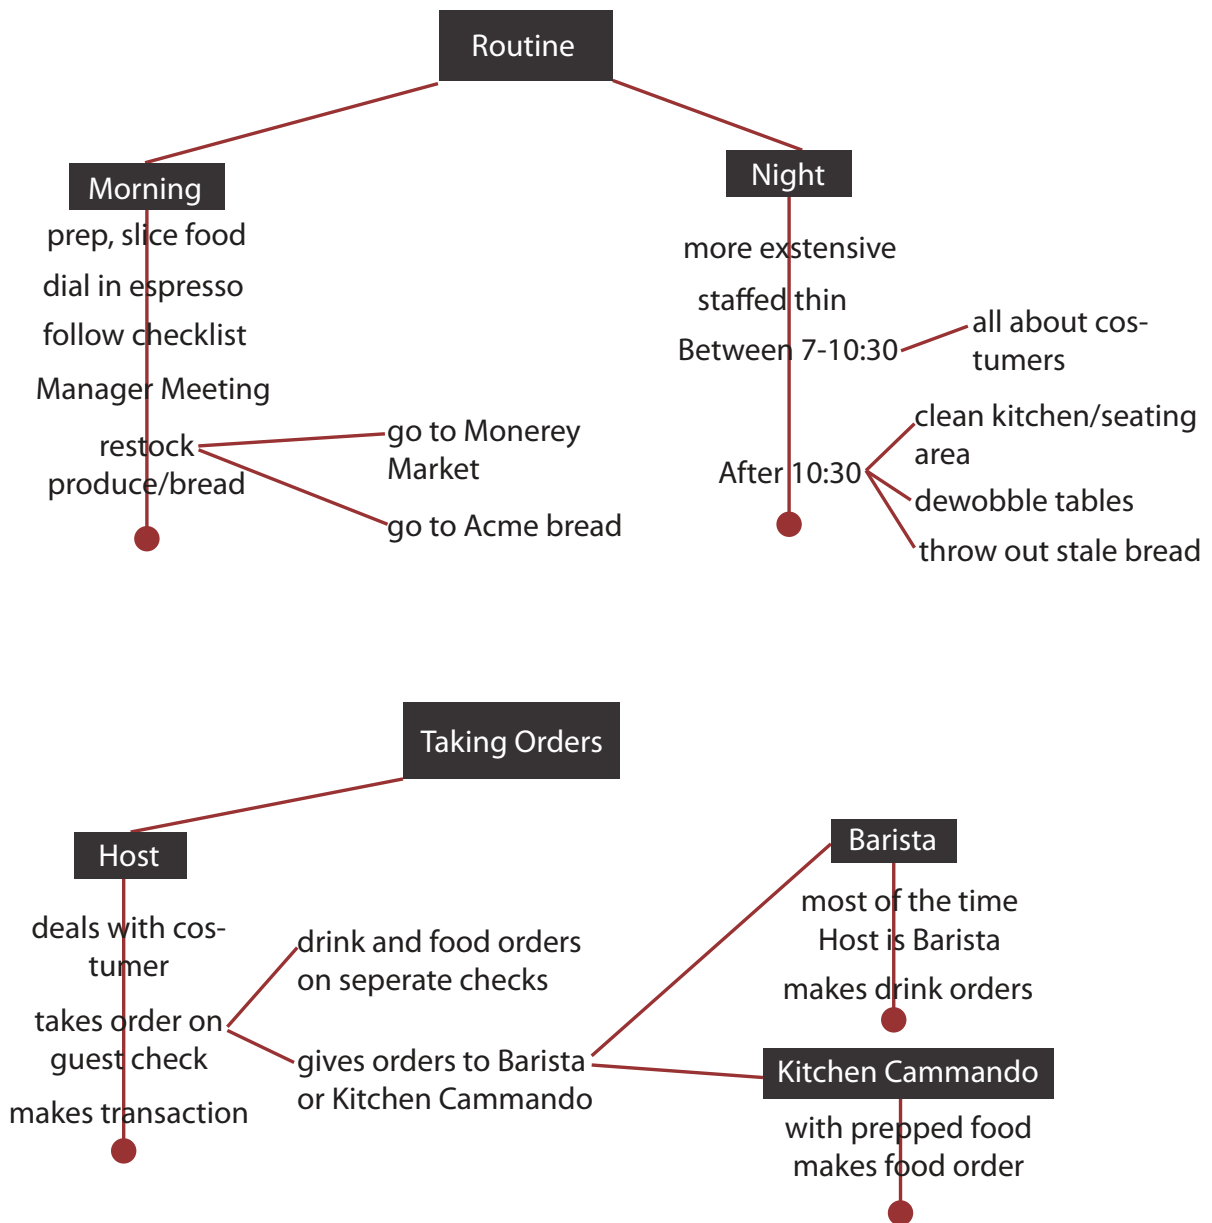 Routine
Morning
prep, slice food
dial in espresso
follow checklist
Manager Meeting
restock
produce/bread
go to Monerey
Market
go to Acme bread
Night
more exstensive
staffed thin
Between 7-10:30
all about cos-
tumers
After 10:30
clean kitchen/seating
area
dewobble tables
throw out stale bread
Taking Orders
Host
deals with cos-
tumer
takes order on
guest check
drink and food orders
on seperate checks
gives orders to Barista
or Kitchen Cammando
makes transaction
Barista
most of the time
Host is Barista
makes drink orders
Kitchen Cammando
with prepped food
makes food order